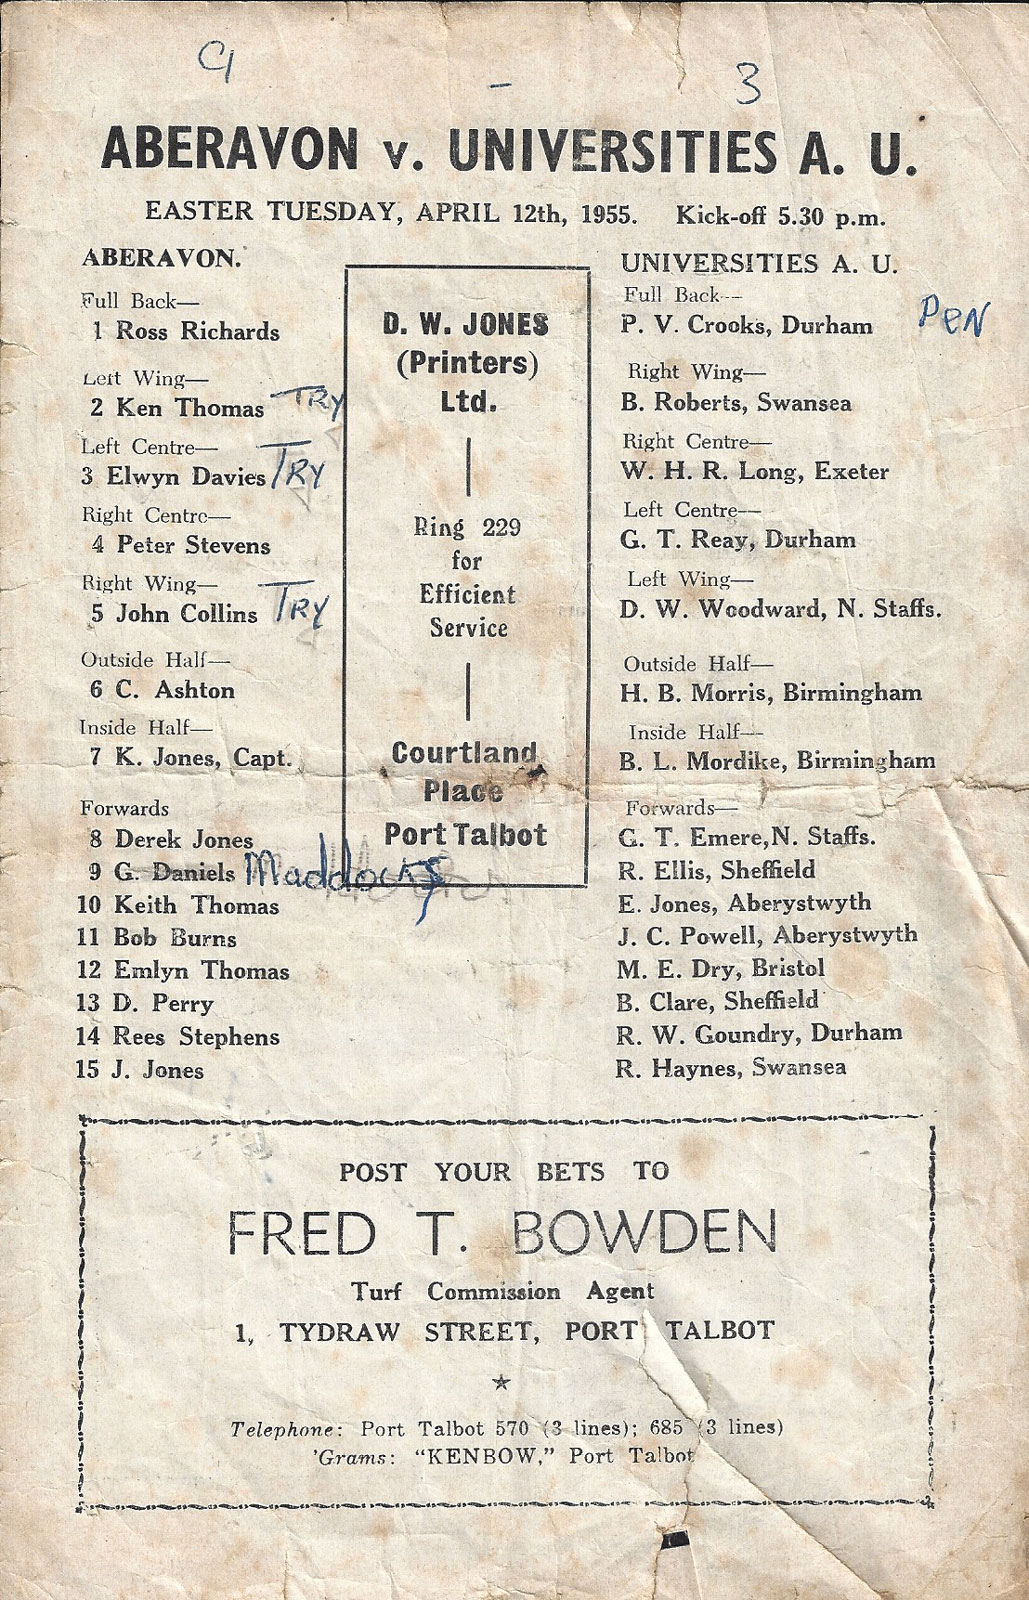 9 - 3
ABERAVON v. UNIVERSITIES A. U.
EASTER TUESDAY, APRIL 12th, 1955. Kick-off 5.30 p.m.
ABERAVON.
Full Back—
1 Ross Richards
Left Wing—
2 Ken Thomas TRY
Left Centre—
3 Elwyn Davies TRY
Right Centre—
4 Peter Stevens
Right Wing—
5 John Collins TRY
Outside Half—
6 C. Ashton
Inside Half—
7 K. Jones, Capt.
Forwards
8 Derek Jones
9 G. Daniels Maddocks
10 Keith Thomas
11 Bob Burns
12 Emlyn Thomas
13 D. Perry
14 Rees Stephens
15 J. Jones
D. W. JONES
(Printers)
Ltd.
Ring 229
for
Efficient
Service
Courtland
Place
Port Talbot
UNIVERSITIES A. U.
Full Back—
P. V. Crooks, Durham PEN
Right Wing—
B. Roberts, Swansea
Right Centre—
W. H. R. Long, Exeter
Left Centre—
G. T. Reay, Durham
Left Wing—
D. W. Woodward, N. Staffs.
Outside Half—
H. B. Morris, Birmingham
Inside Half—
B. L. Mordike, Birmingham
Forwards—
G. T. Emere, N. Staffs.
R. Ellis, Sheffield
E. Jones, Aberystwyth
J. C. Powell, Aberystwyth
M. E. Dry, Bristol
B. Clare, Sheffield
R. W. Goundry, Durham
R. Haynes, Swansea
POST YOUR BETS TO
FRED T. BOWDEN
Turf Commission Agent
1, TYDRAW STREET, PORT TALBOT
Telephone: Port Talbot 570 (3 lines); 685 (3 lines)
'Grams: "KENBOW," Port Talbot